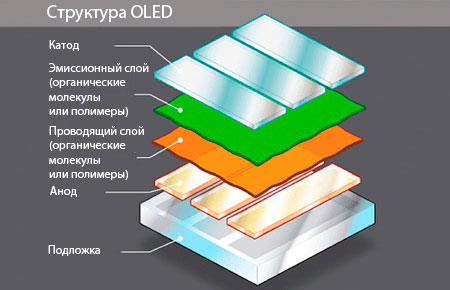 Структура OLED
Катод
Эмиссионный слой
(органические
молекулы
или полимеры)
Проводящий слой
(органические
молекулы
или полимеры)
Анод
Подложка